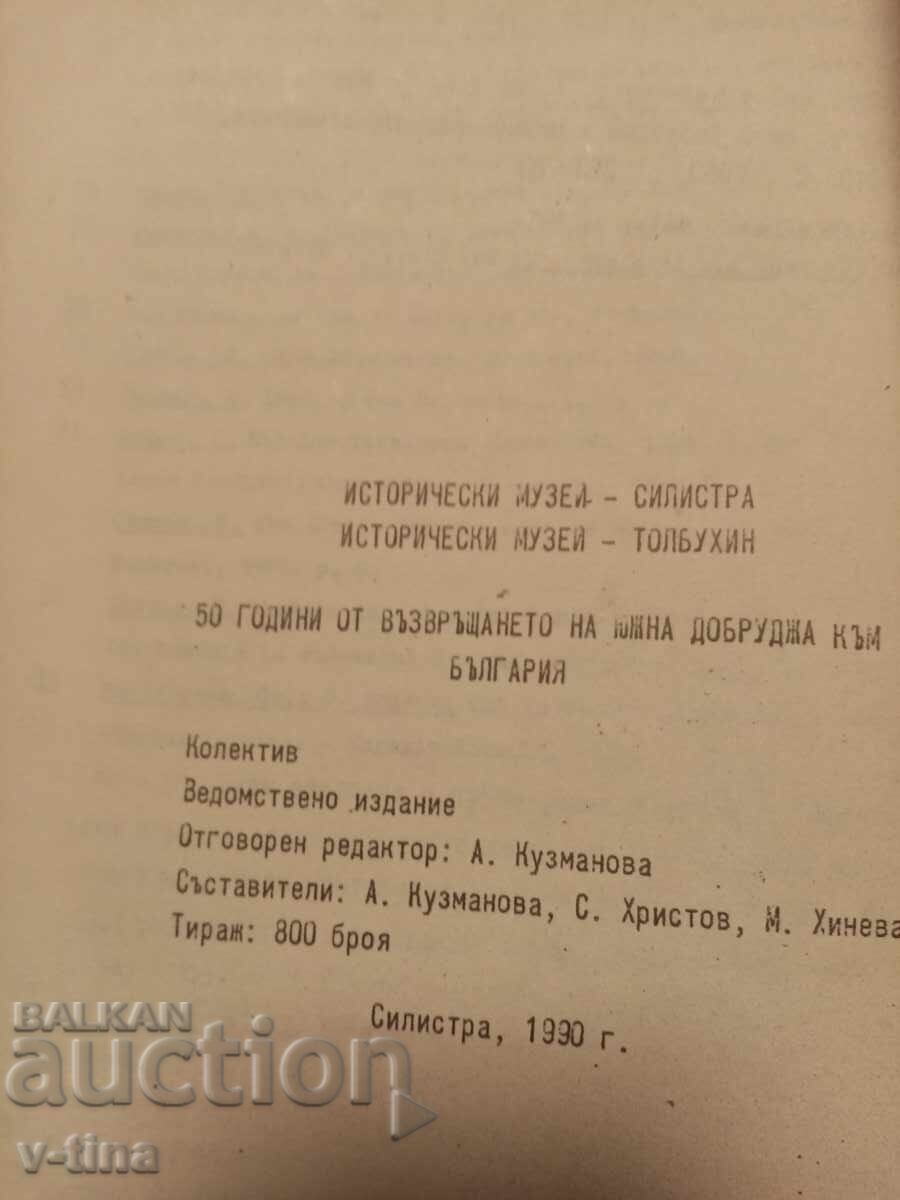 ИСТОРИЧЕСКИ МУЗЕЙ - СИЛИСТРА
ИСТОРИЧЕСКИ МУЗЕЙ - ТОЛБУХИН
50 ГОДИНИ ОТ ВЪЗВРЪЩАНЕТО НА ЮЖНА ДОБРУДЖА КЪМ
БЪЛГАРИЯ
Колектив
Ведомствено издание
Отговорен редактор: А. Кузманова
Съставители: А. Кузманова, С. Христов, М. Хинева
Тираж: 800 броя
Силистра, 1990 г.
BALKAN
auction
v-tina